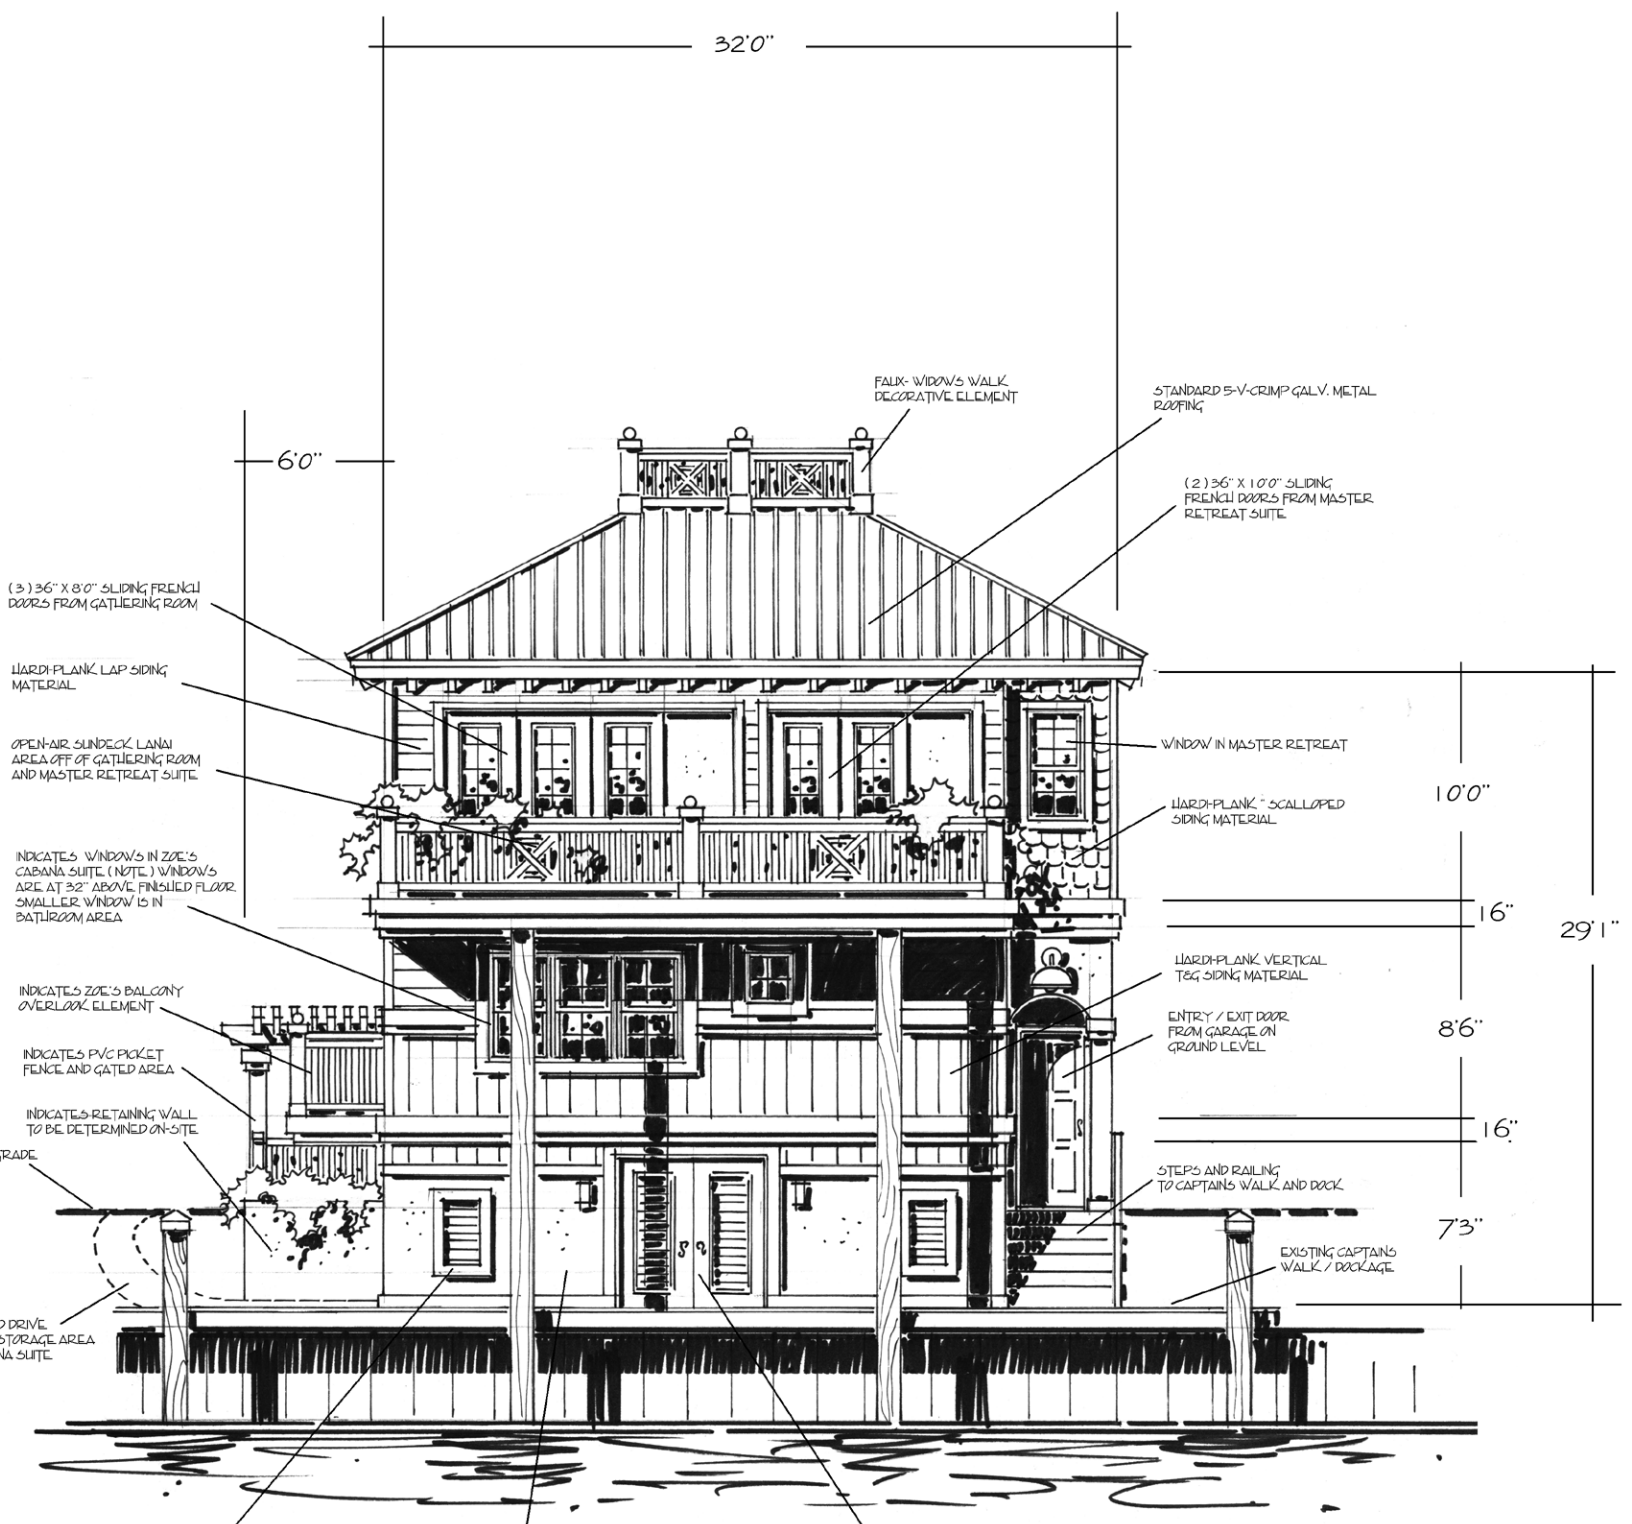 32'0"
FAUX- WIDOWS WALK
DECORATIVE ELEMENT
STANDARD 5-V-CRIMP GALV. METAL
ROOFING
6'0"
(2) 36" X 10'0" SLIDING
FRENCH DOORS FROM MASTER
RETREAT SUITE
(3) 36" X 8'0" SLIDING FRENCH
DOORS FROM GATHERING ROOM
HARDI-PLANK LAP SIDING
MATERIAL
OPEN-AIR SUNDECK LANAI
AREA OFF OF GATHERING ROOM
AND MASTER RETREAT SUITE
WINDOW IN MASTER RETREAT
10'0"
HARDI-PLANK - SCALLOPED
SIDING MATERIAL
INDICATES WINDOWS IN ZOE'S
CABANA SUITE (NOTE) WINDOWS
ARE AT 32" ABOVE FINISHED FLOOR
SMALLER WINDOW IS IN
BATHROOM AREA
16"
29'1"
HARDI-PLANK VERTICAL
T&G SIDING MATERIAL
INDICATES ZOE'S BALCONY
OVERLOOK ELEMENT
ENTRY / EXIT DOOR
FROM GARAGE ON
GROUND LEVEL
8'6"
INDICATES PVC PICKET
FENCE AND GATED AREA
INDICATES RETAINING WALL
TO BE DETERMINED ON-SITE
16"
GRADE
STEPS AND RAILING
TO CAPTAINS WALK AND DOCK
7'3"
EXISTING CAPTAINS
WALK / DOCKAGE
DRIVE
STORAGE AREA
SUITE